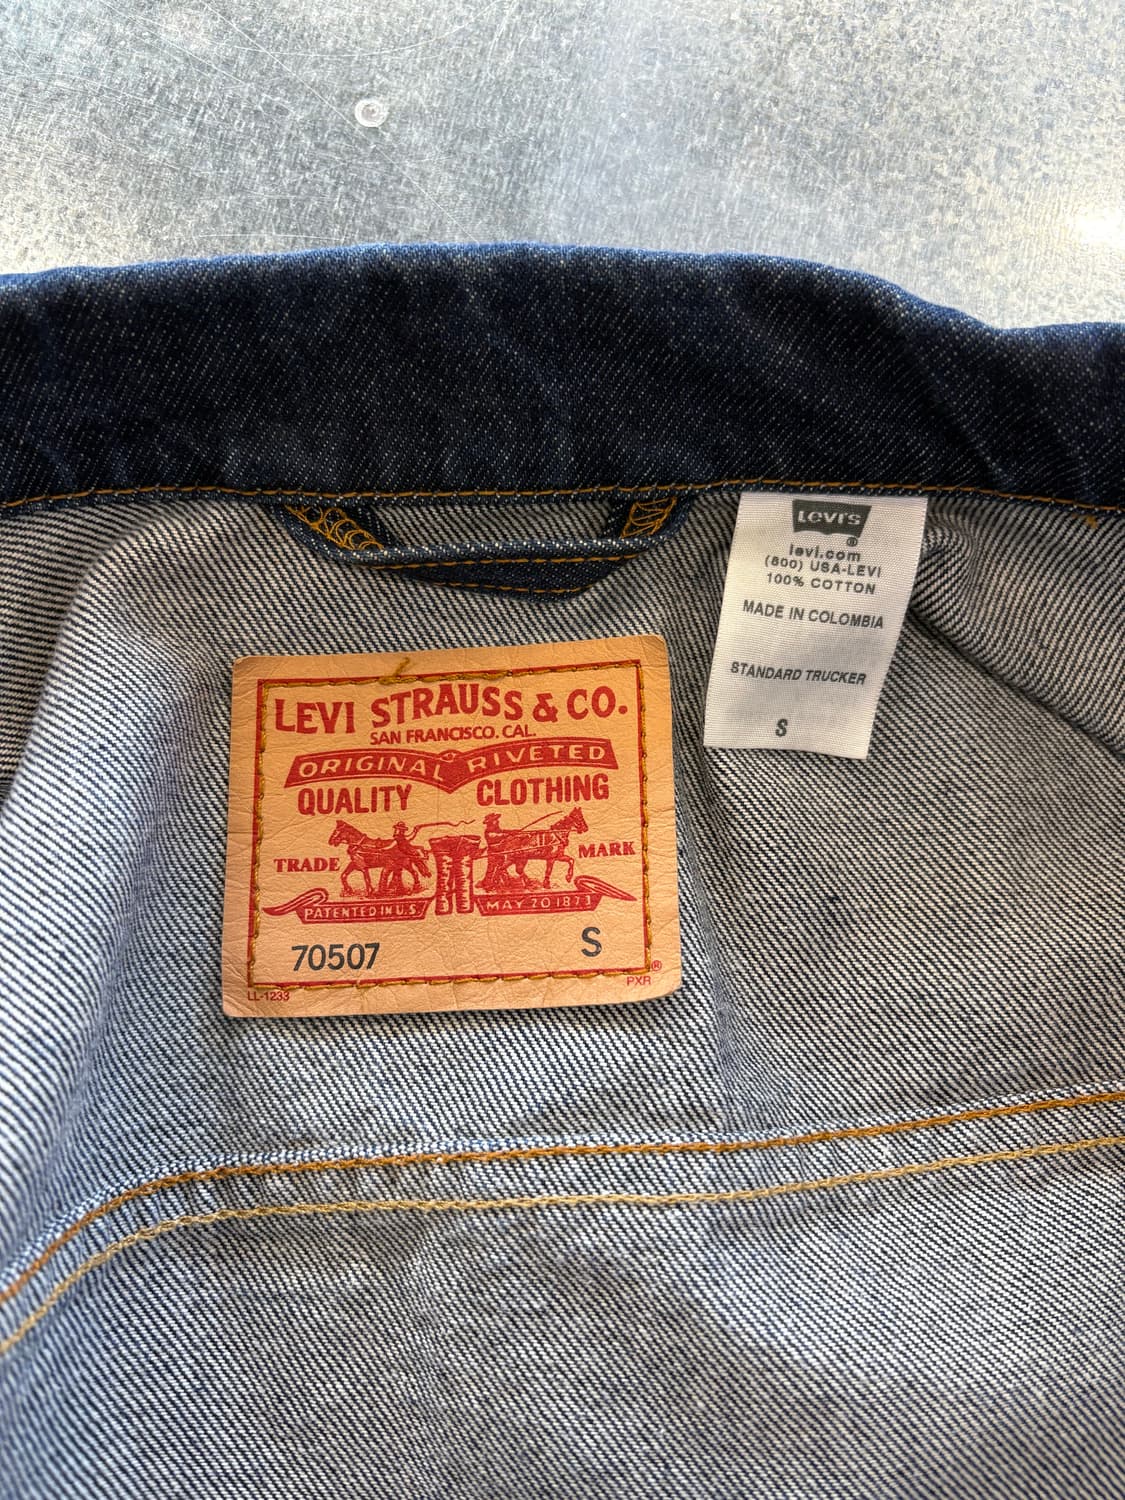 LEVI STRAUSS & CO.
SAN FRANCISCO. CAL.
ORIGINAL RIVETED
QUALITY CLOTHING
TRADE MARK
PATENTED IN U.S. MAY 20 1873
70507 S
LL-1233 PXR®
LEVI'S
®
levi.com
(800) USA-LEVI
100% COTTON
MADE IN COLOMBIA
STANDARD TRUCKER
S